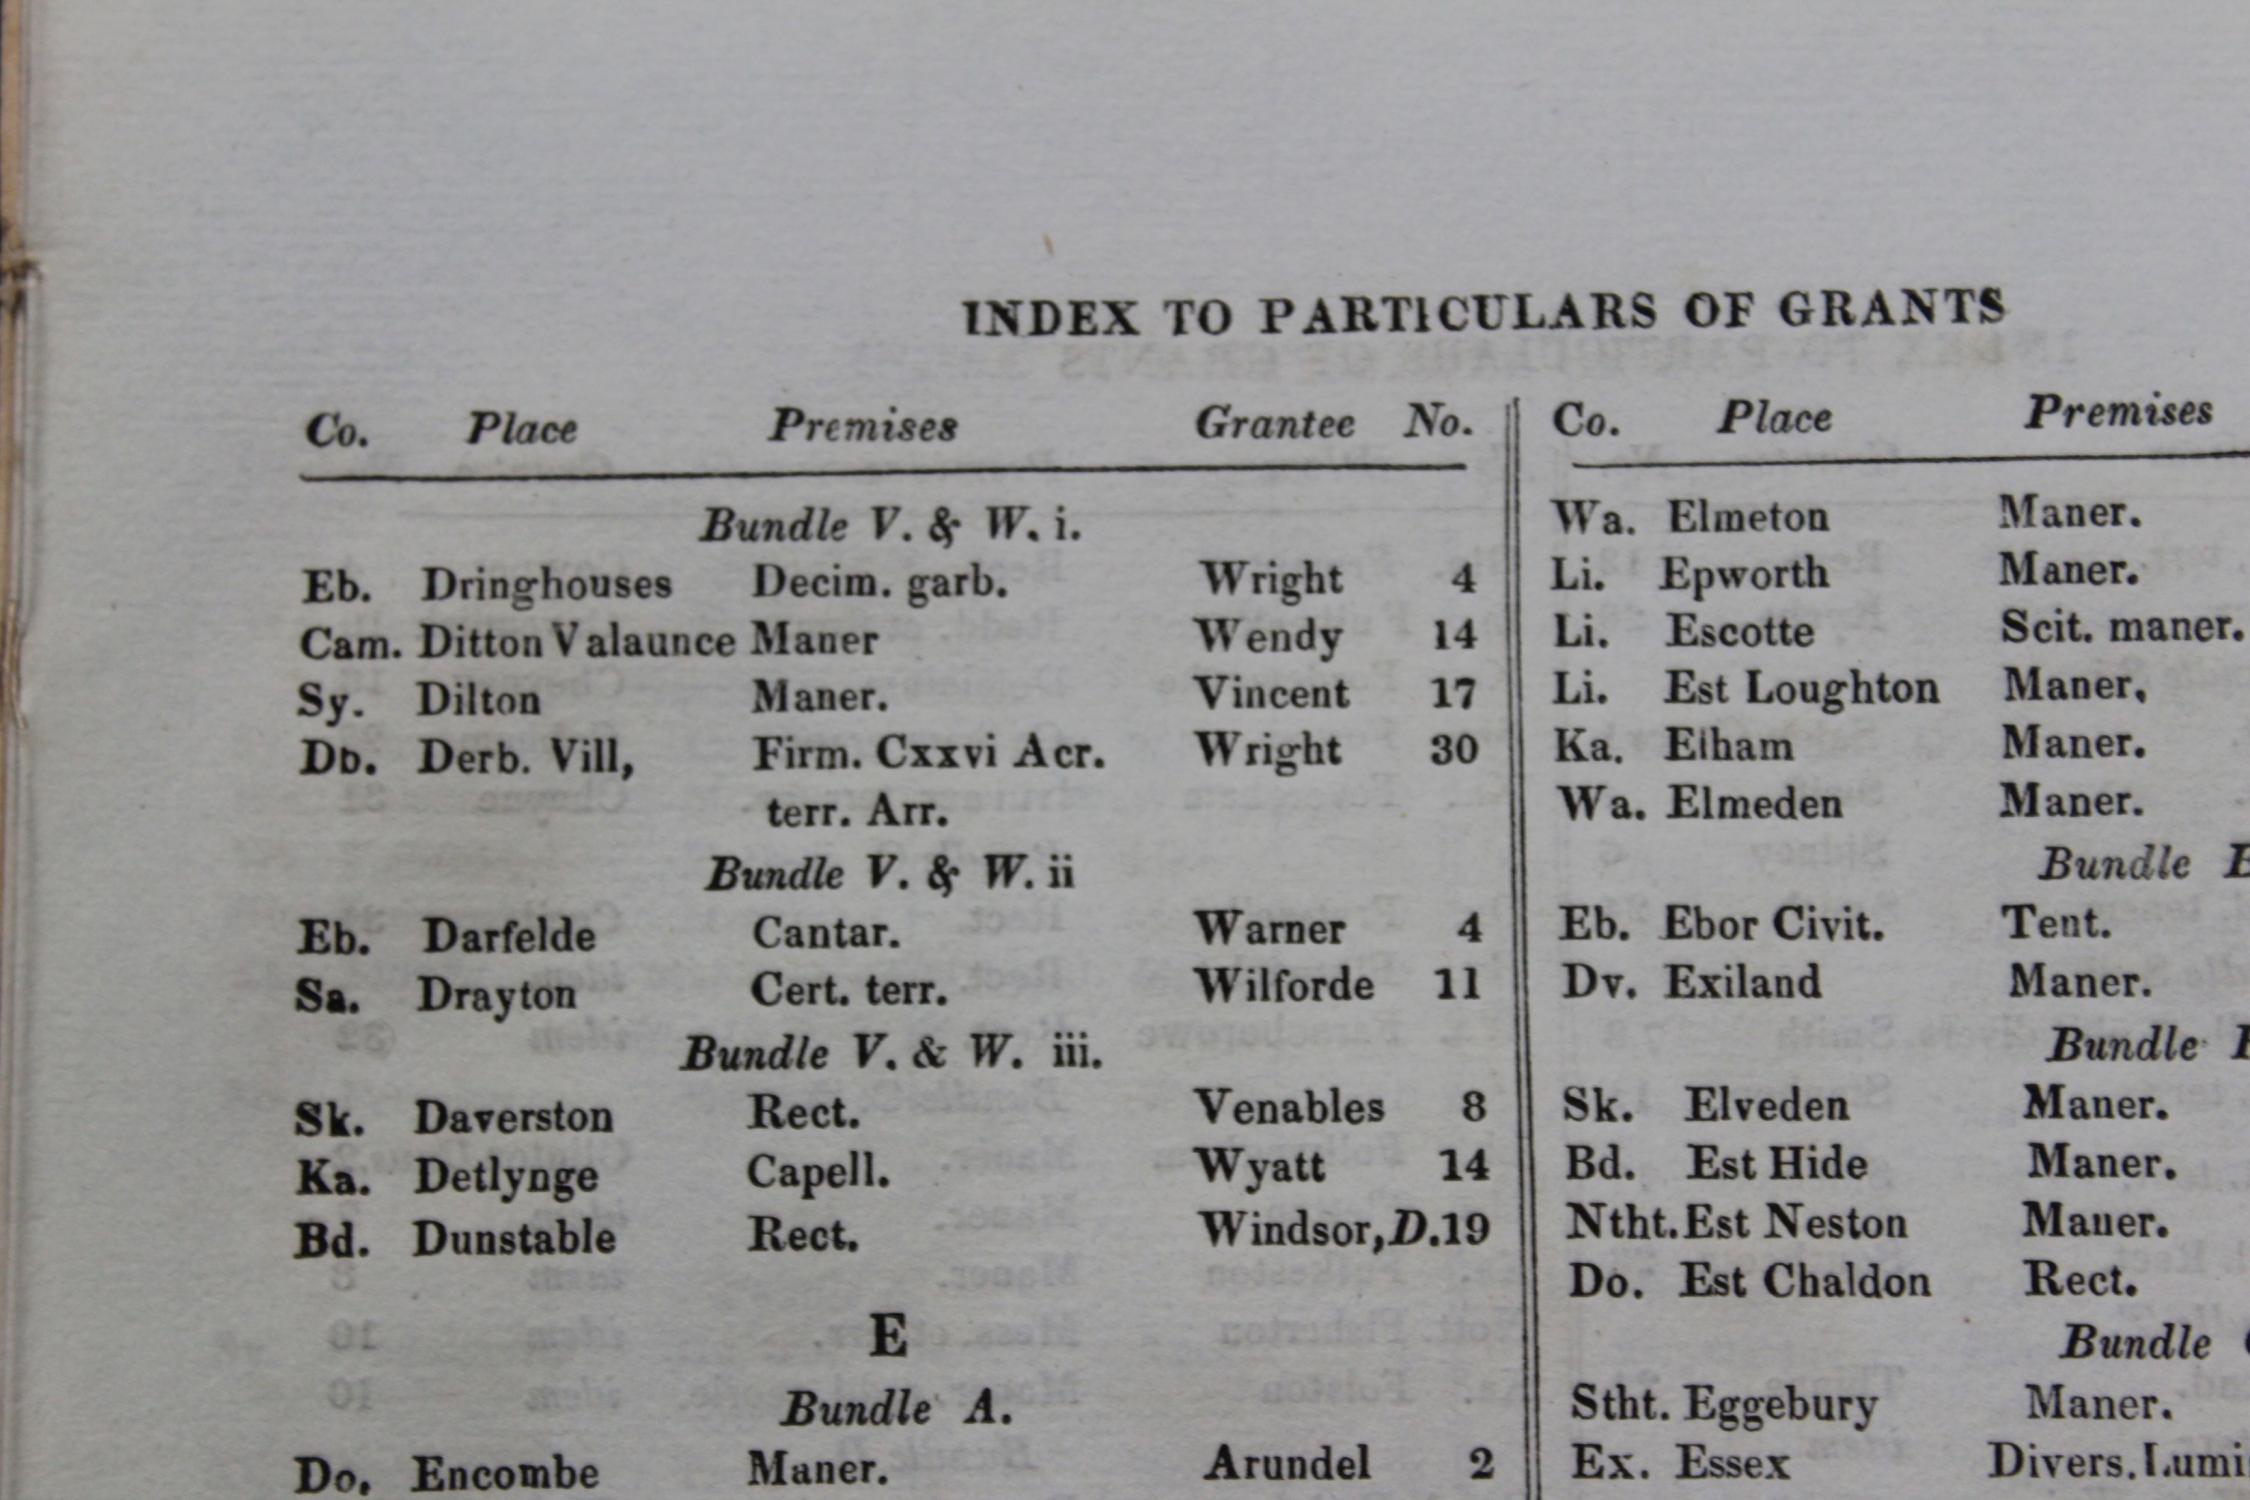 INDEX TO PARTICULARS OF GRANTS
Co. Place Premises Grantee No.
Bundle V. & W. i.
Eb. Dringhouses Decim. garb. Wright 4
Cam. Ditton Valaunce Maner Wendy 14
Sy. Dilton Maner. Vincent 17
Db. Derb. Vill, Firm. Cxxvi Acr. Wright 30
terr. Arr.
Bundle V. & W. ii
Eb. Darfelde Cantar. Warner 4
Sa. Drayton Cert. terr. Wilforde 11
Bundle V. & W. iii.
Sk. Daverston Rect. Venables 8
Ka. Detlynge Capell. Wyatt 14
Bd. Dunstable Rect. Windsor, D. 19
E
Bundle A.
Do. Encombe Maner. Arundel 2
Co. Place Premises
Wa. Elmeton Maner.
Li. Epworth Maner.
Li. Escotte Scit. maner.
Li. Est Loughton Maner,
Ka. Elham Maner.
Wa. Elmeden Maner.
Bundle
Eb. Ebor Civit. Tent.
Dv. Exiland Maner.
Bundle
Sk. Elveden Maner.
Bd. Est Hide Maner.
Ntht. Est Neston Maner.
Do. Est Chaldon Rect.
Bundle
Stht. Eggebury Maner.
Ex. Essex Divers. Lumi